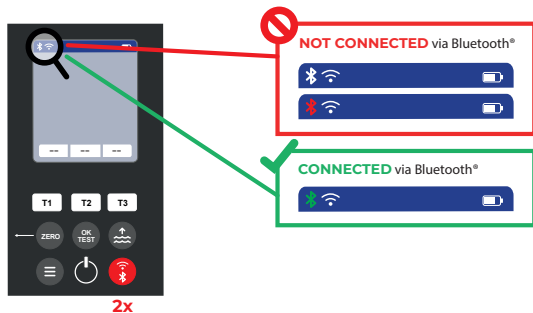 NOT CONNECTED via Bluetooth®
CONNECTED via Bluetooth®
-- -- --
T1 T2 T3
ZERO OK TEST
2x